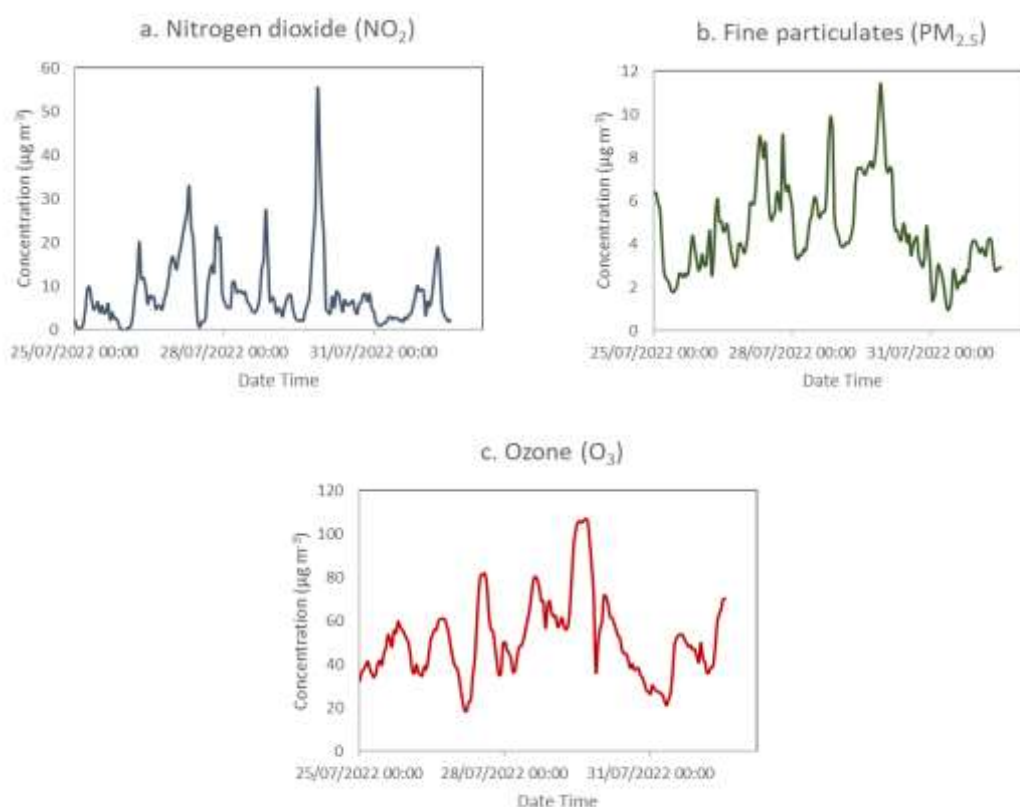 a. Nitrogen dioxide (NO₂)
60
50
40
30
20
10
0
Concentration (µg m⁻³)
25/07/2022 00:00 28/07/2022 00:00 31/07/2022 00:00
Date Time
b. Fine particulates (PM₂.₅)
12
10
8
6
4
2
0
Concentration (µg m⁻³)
25/07/2022 00:00 28/07/2022 00:00 31/07/2022 00:00
Date Time
c. Ozone (O₃)
120
100
80
60
40
20
0
Concentration (µg m⁻³)
25/07/2022 00:00 28/07/2022 00:00 31/07/2022 00:00
Date Time